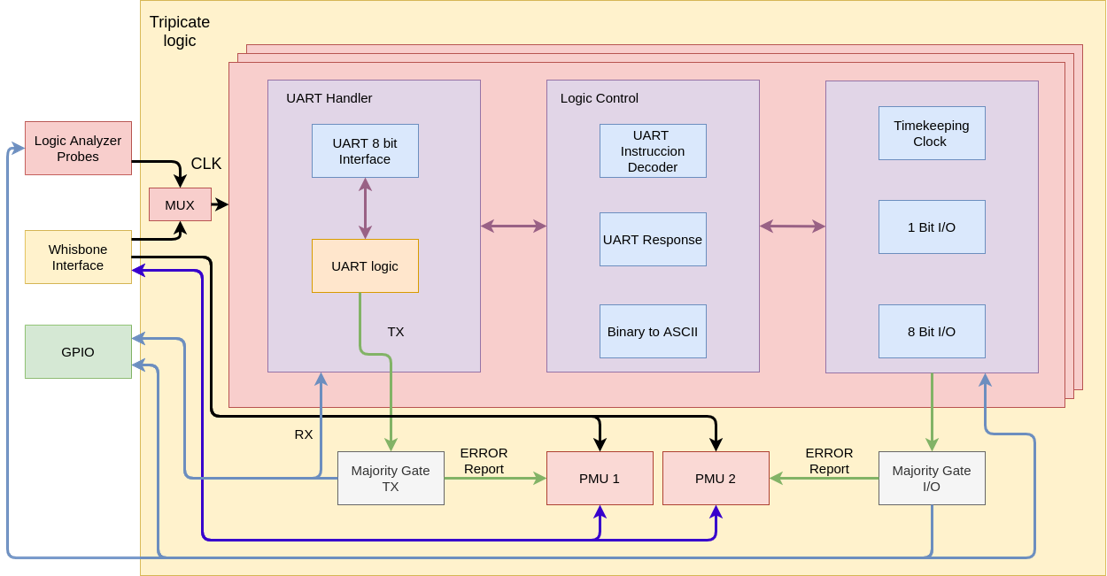 Tripicate
logic
UART Handler
Logic Control
UART 8 bit
Interface
UART
Instruccion
Decoder
Timekeeping
Clock
Logic Analyzer
Probes
CLK
MUX
Whisbone
Interface
UART logic
UART Response
1 Bit I/O
TX
Binary to ASCII
8 Bit I/O
GPIO
RX
Majority Gate
TX
ERROR
Report
PMU 1
PMU 2
ERROR
Report
Majority Gate
I/O